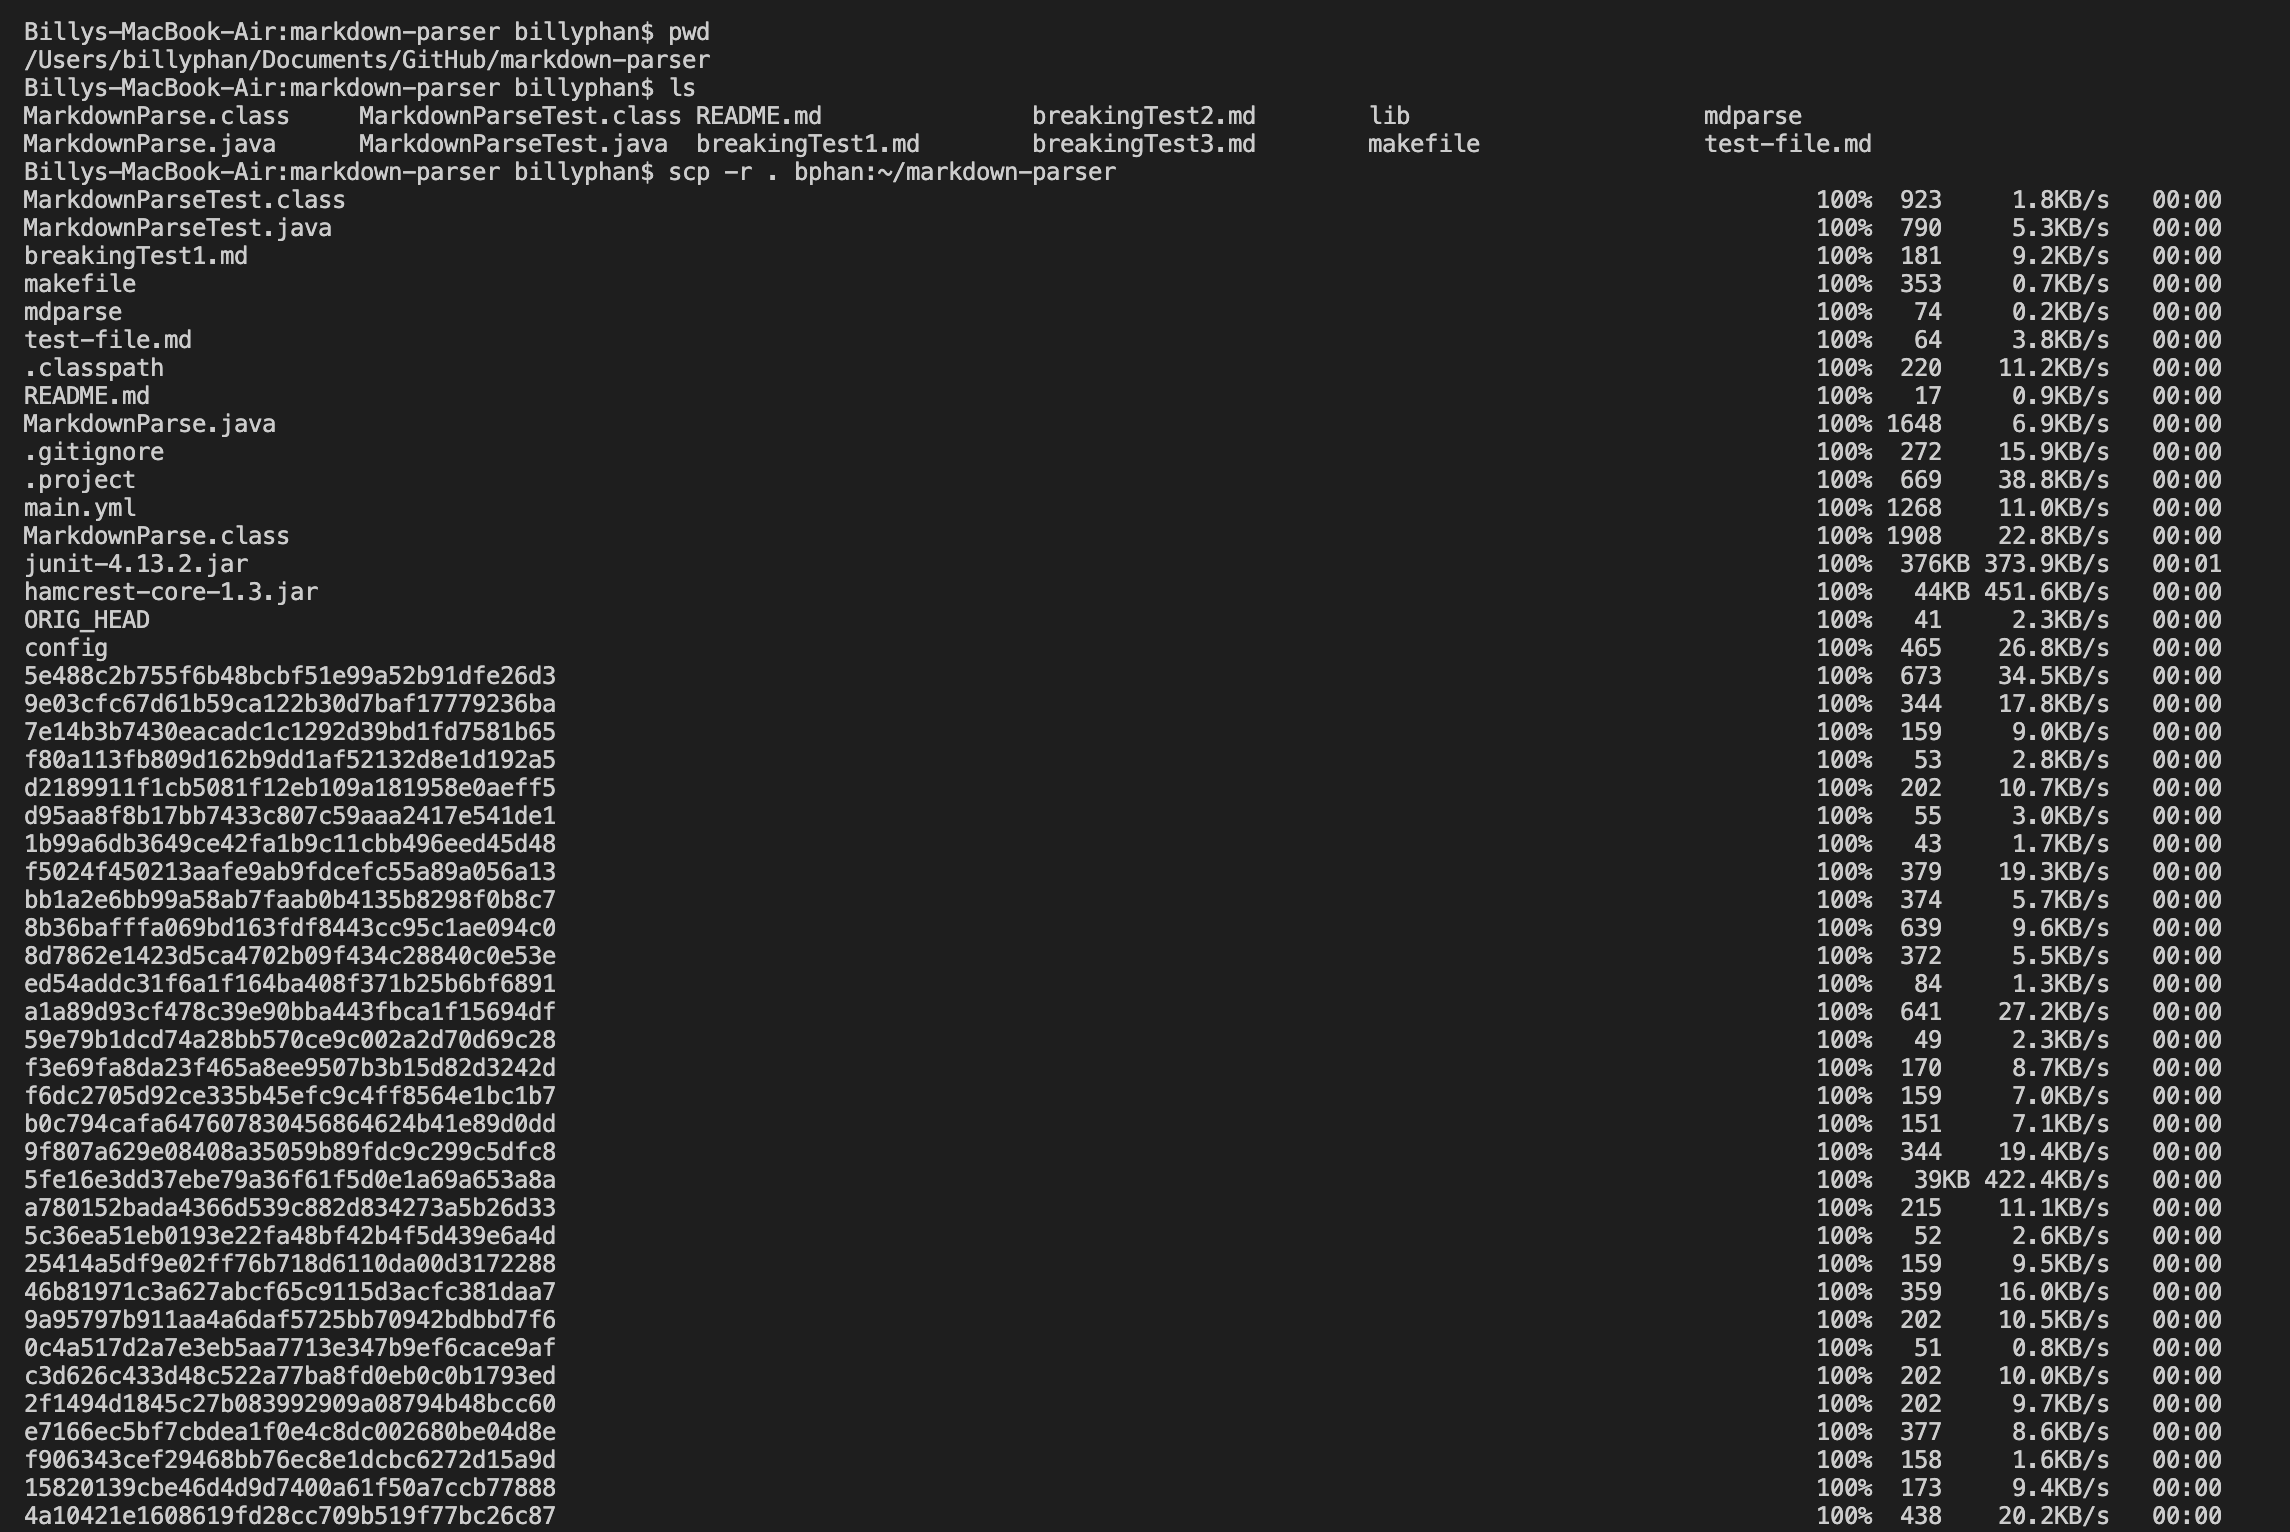 Billys-MacBook-Air:markdown-parser billyphan$ pwd
/Users/billyphan/Documents/GitHub/markdown-parser
Billys-MacBook-Air:markdown-parser billyphan$ ls
MarkdownParse.class     MarkdownParseTest.class README.md               breakingTest2.md        lib                     mdparse
MarkdownParse.java      MarkdownParseTest.java  breakingTest1.md        breakingTest3.md        makefile                test-file.md
Billys-MacBook-Air:markdown-parser billyphan$ scp -r . bphan:~/markdown-parser
MarkdownParseTest.class 100% 923 1.8KB/s 00:00
MarkdownParseTest.java 100% 790 5.3KB/s 00:00
breakingTest1.md 100% 181 9.2KB/s 00:00
makefile 100% 353 0.7KB/s 00:00
mdparse 100% 74 0.2KB/s 00:00
test-file.md 100% 64 3.8KB/s 00:00
.classpath 100% 220 11.2KB/s 00:00
README.md 100% 17 0.9KB/s 00:00
MarkdownParse.java 100% 1648 6.9KB/s 00:00
.gitignore 100% 272 15.9KB/s 00:00
.project 100% 669 38.8KB/s 00:00
main.yml 100% 1268 11.0KB/s 00:00
MarkdownParse.class 100% 1908 22.8KB/s 00:00
junit-4.13.2.jar 100% 376KB 373.9KB/s 00:01
hamcrest-core-1.3.jar 100% 44KB 451.6KB/s 00:00
ORIG_HEAD 100% 41 2.3KB/s 00:00
config 100% 465 26.8KB/s 00:00
5e488c2b755f6b48bcbf51e99a52b91dfe26d3 100% 673 34.5KB/s 00:00
9e03cfc67d61b59ca122b30d7baf17779236ba 100% 344 17.8KB/s 00:00
7e14b3b7430eacadc1c1292d39bd1fd7581b65 100% 159 9.0KB/s 00:00
f80a113fb809d162b9dd1af52132d8e1d192a5 100% 53 2.8KB/s 00:00
d2189911f1cb5081f12eb109a181958e0aeff5 100% 202 10.7KB/s 00:00
d95aa8f8b17bb7433c807c59aaa2417e541de1 100% 55 3.0KB/s 00:00
1b99a6db3649ce42fa1b9c11cbb496eed45d48 100% 43 1.7KB/s 00:00
f5024f450213aafe9ab9fdcefc55a89a056a13 100% 379 19.3KB/s 00:00
bb1a2e6bb99a58ab7faab0b4135b8298f0b8c7 100% 374 5.7KB/s 00:00
8b36bafffa069bd163fdf8443cc95c1ae094c0 100% 639 9.6KB/s 00:00
8d7862e1423d5ca4702b09f434c28840c0e53e 100% 372 5.5KB/s 00:00
ed54addc31f6a1f164ba408f371b25b6bf6891 100% 84 1.3KB/s 00:00
a1a89d93cf478c39e90bba443fbca1f15694df 100% 641 27.2KB/s 00:00
59e79b1dcd74a28bb570ce9c002a2d70d69c28 100% 49 2.3KB/s 00:00
f3e69fa8da23f465a8ee9507b3b15d82d3242d 100% 170 8.7KB/s 00:00
f6dc2705d92ce335b45efc9c4ff8564e1bc1b7 100% 159 7.0KB/s 00:00
b0c794cafa647607830456864624b41e89d0dd 100% 151 7.1KB/s 00:00
9f807a629e08408a35059b89fdc9c299c5dfc8 100% 344 19.4KB/s 00:00
5fe16e3dd37ebe79a36f61f5d0e1a69a653a8a 100% 39KB 422.4KB/s 00:00
a780152bada4366d539c882d834273a5b26d33 100% 215 11.1KB/s 00:00
5c36ea51eb0193e22fa48bf42b4f5d439e6a4d 100% 52 2.6KB/s 00:00
25414a5df9e02ff76b718d6110da00d3172288 100% 159 9.5KB/s 00:00
46b81971c3a627abcf65c9115d3acfc381daa7 100% 359 16.0KB/s 00:00
9a95797b911aa4a6daf5725bb70942bdbbd7f6 100% 202 10.5KB/s 00:00
0c4a517d2a7e3eb5aa7713e347b9ef6cace9af 100% 51 0.8KB/s 00:00
c3d626c433d48c522a77ba8fd0eb0c0b1793ed 100% 202 10.0KB/s 00:00
2f1494d1845c27b083992909a08794b48bcc60 100% 202 9.7KB/s 00:00
e7166ec5bf7cbdea1f0e4c8dc002680be04d8e 100% 377 8.6KB/s 00:00
f906343cef29468bb76ec8e1dcbc6272d15a9d 100% 158 1.6KB/s 00:00
15820139cbe46d4d9d7400a61f50a7ccb77888 100% 173 9.4KB/s 00:00
4a10421e1608619fd28cc709b519f77bc26c87 100% 438 20.2KB/s 00:00